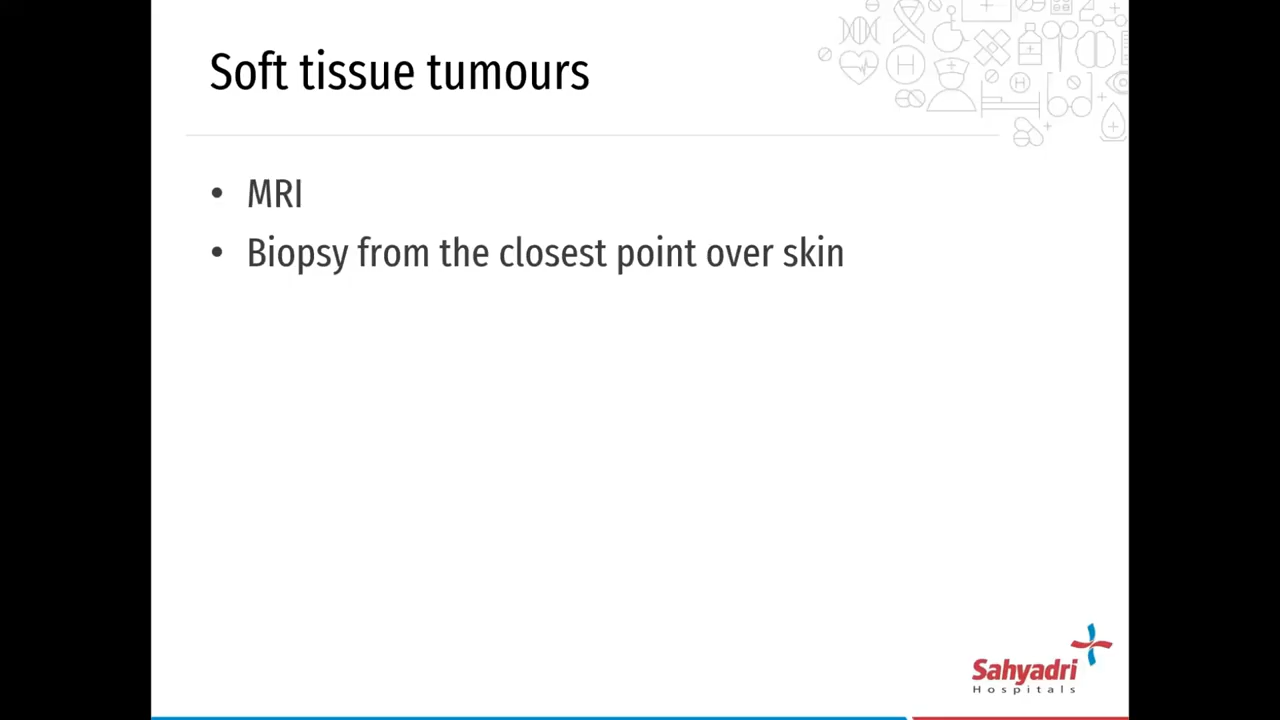 Soft tissue tumours
• MRI
• Biopsy from the closest point over skin
Sahyadri
Hospitals